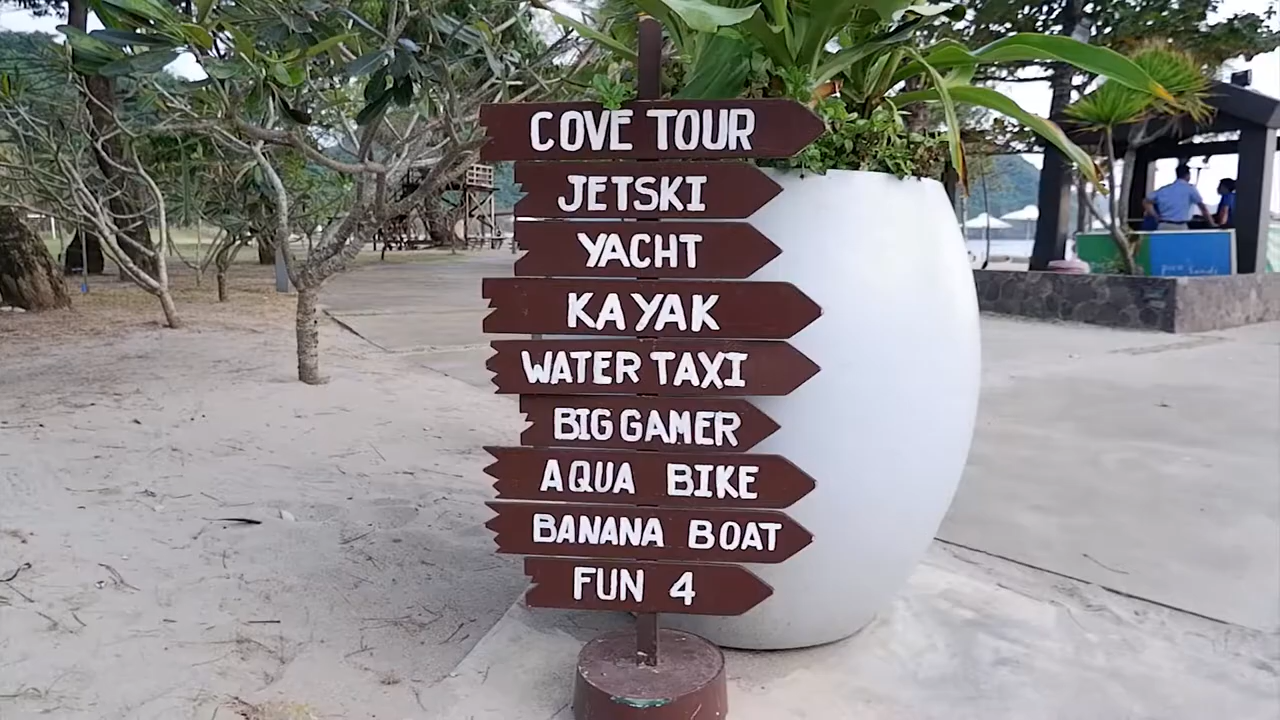 COVE TOUR
JETSKI
YACHT
KAYAK
WATER TAXI
BIG GAMER
AQUA BIKE
BANANA BOAT
FUN 4